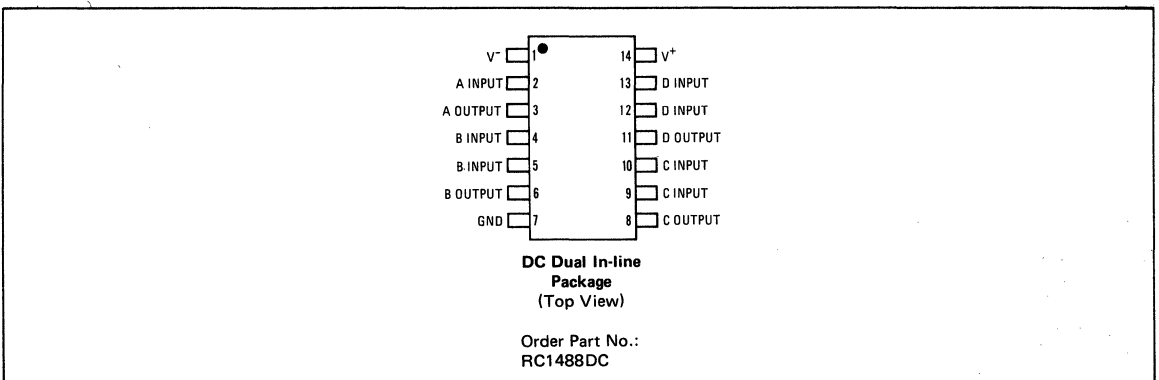 V- 1 14 V+
A INPUT 2 13 D INPUT
A OUTPUT 3 12 D INPUT
B INPUT 4 11 D OUTPUT
B INPUT 5 10 C INPUT
B OUTPUT 6 9 C INPUT
GND 7 8 C OUTPUT
DC Dual In-line
Package
(Top View)
Order Part No.:
RC1488DC